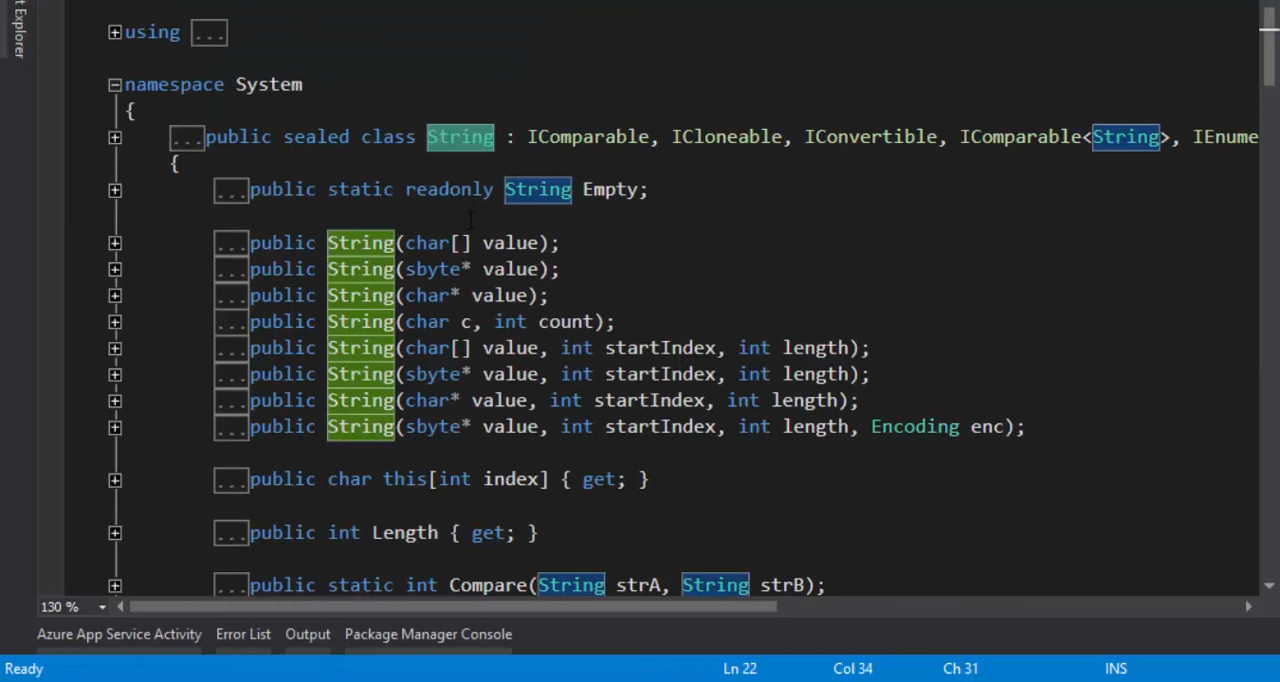 t Explorer
using ...
namespace System
{
...public sealed class String : IComparable, ICloneable, IConvertible, IComparable<String>, IEnume
{
...public static readonly String Empty;
...public String(char[] value);
...public String(sbyte* value);
...public String(char* value);
...public String(char c, int count);
...public String(char[] value, int startIndex, int length);
...public String(sbyte* value, int startIndex, int length);
...public String(char* value, int startIndex, int length);
...public String(sbyte* value, int startIndex, int length, Encoding enc);
...public char this[int index] { get; }
...public int Length { get; }
...public static int Compare(String strA, String strB);
130 %
Azure App Service Activity Error List Output Package Manager Console
Ready Ln 22 Col 34 Ch 31 INS